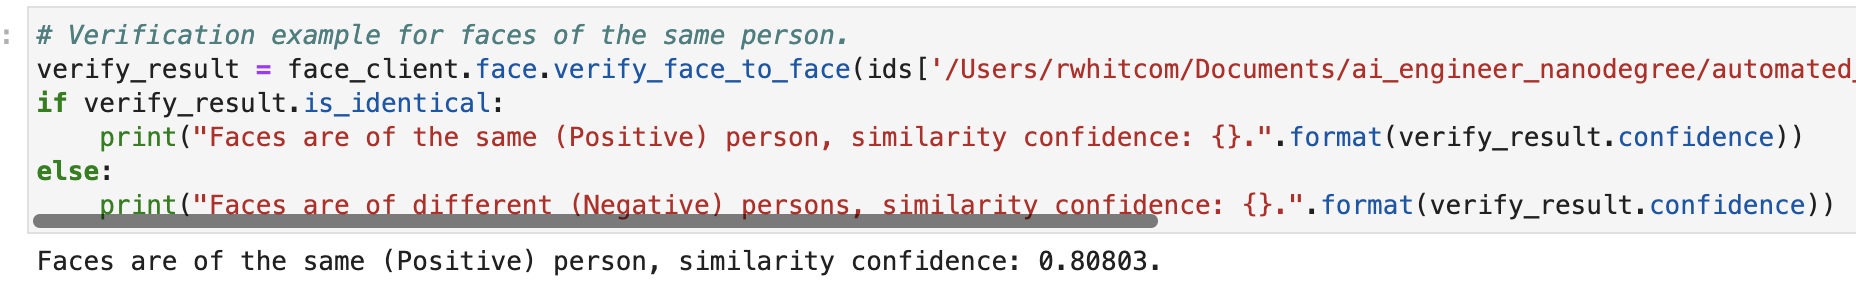 :
# Verification example for faces of the same person.
verify_result = face_client.face.verify_face_to_face(ids['/Users/rwhitcom/Documents/ai_engineer_nanodegree/automated_
if verify_result.is_identical:
    print("Faces are of the same (Positive) person, similarity confidence: {}.".format(verify_result.confidence))
else:
    print("Faces are of different (Negative) persons, similarity confidence: {}.".format(verify_result.confidence))
Faces are of the same (Positive) person, similarity confidence: 0.80803.